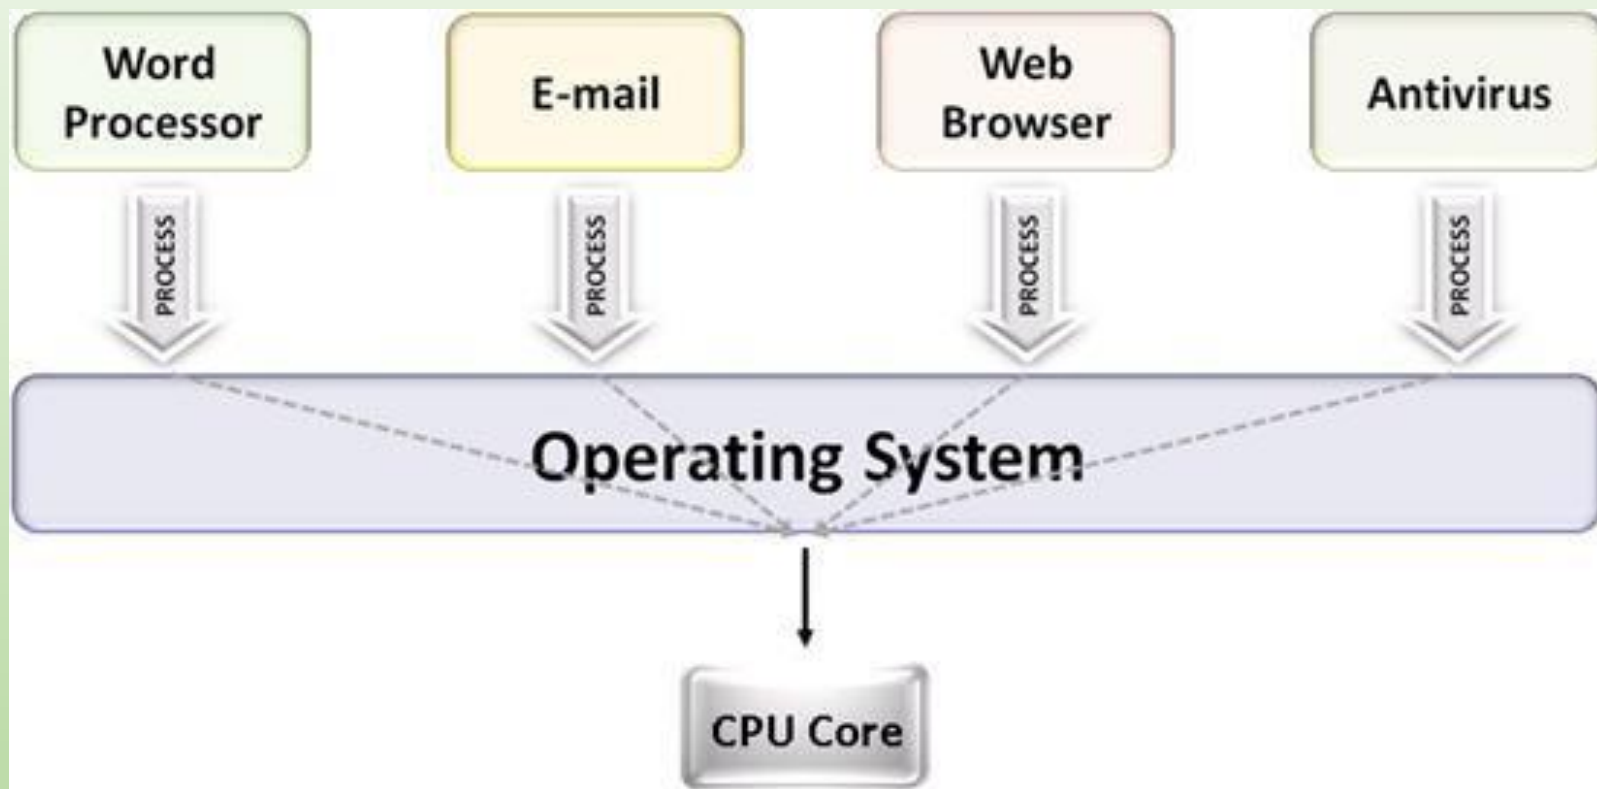 Word
Processor
E-mail
Web
Browser
Antivirus
PROCESS
PROCESS
PROCESS
PROCESS
Operating System
CPU Core